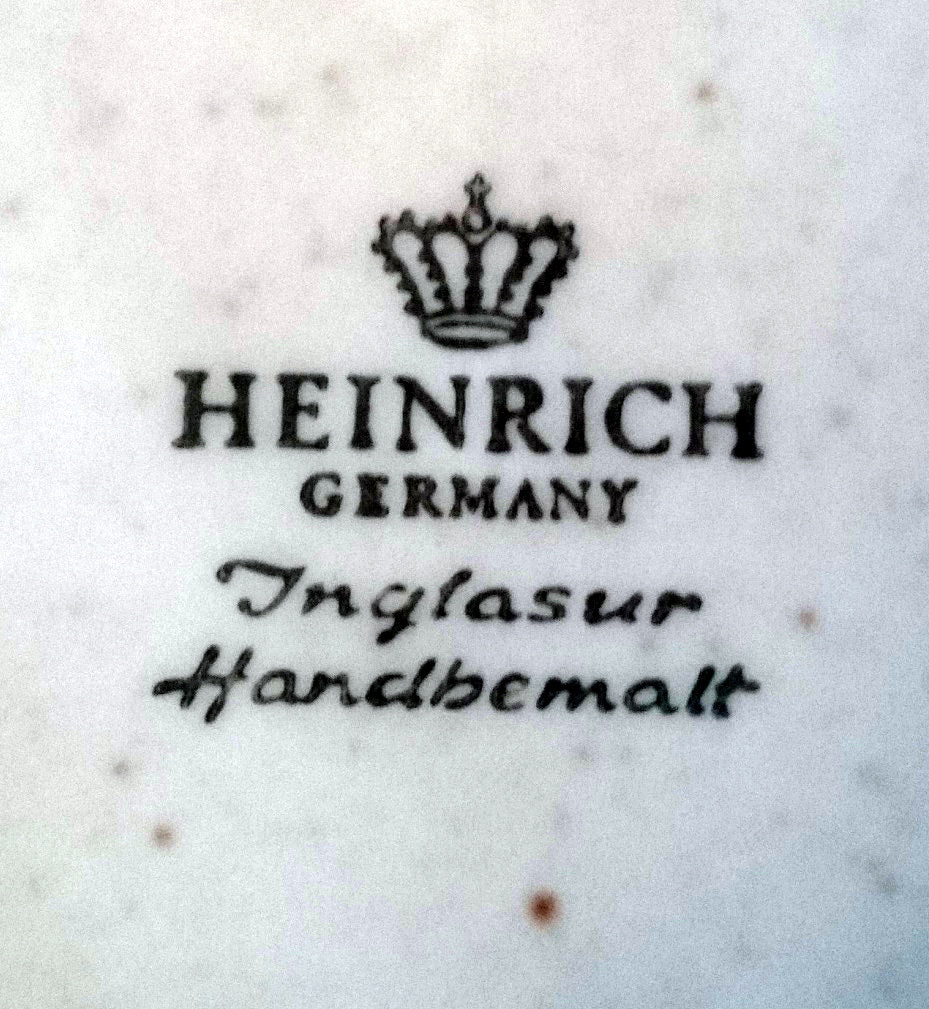 HEINRICH
GERMANY
Inglasur
Handbemalt